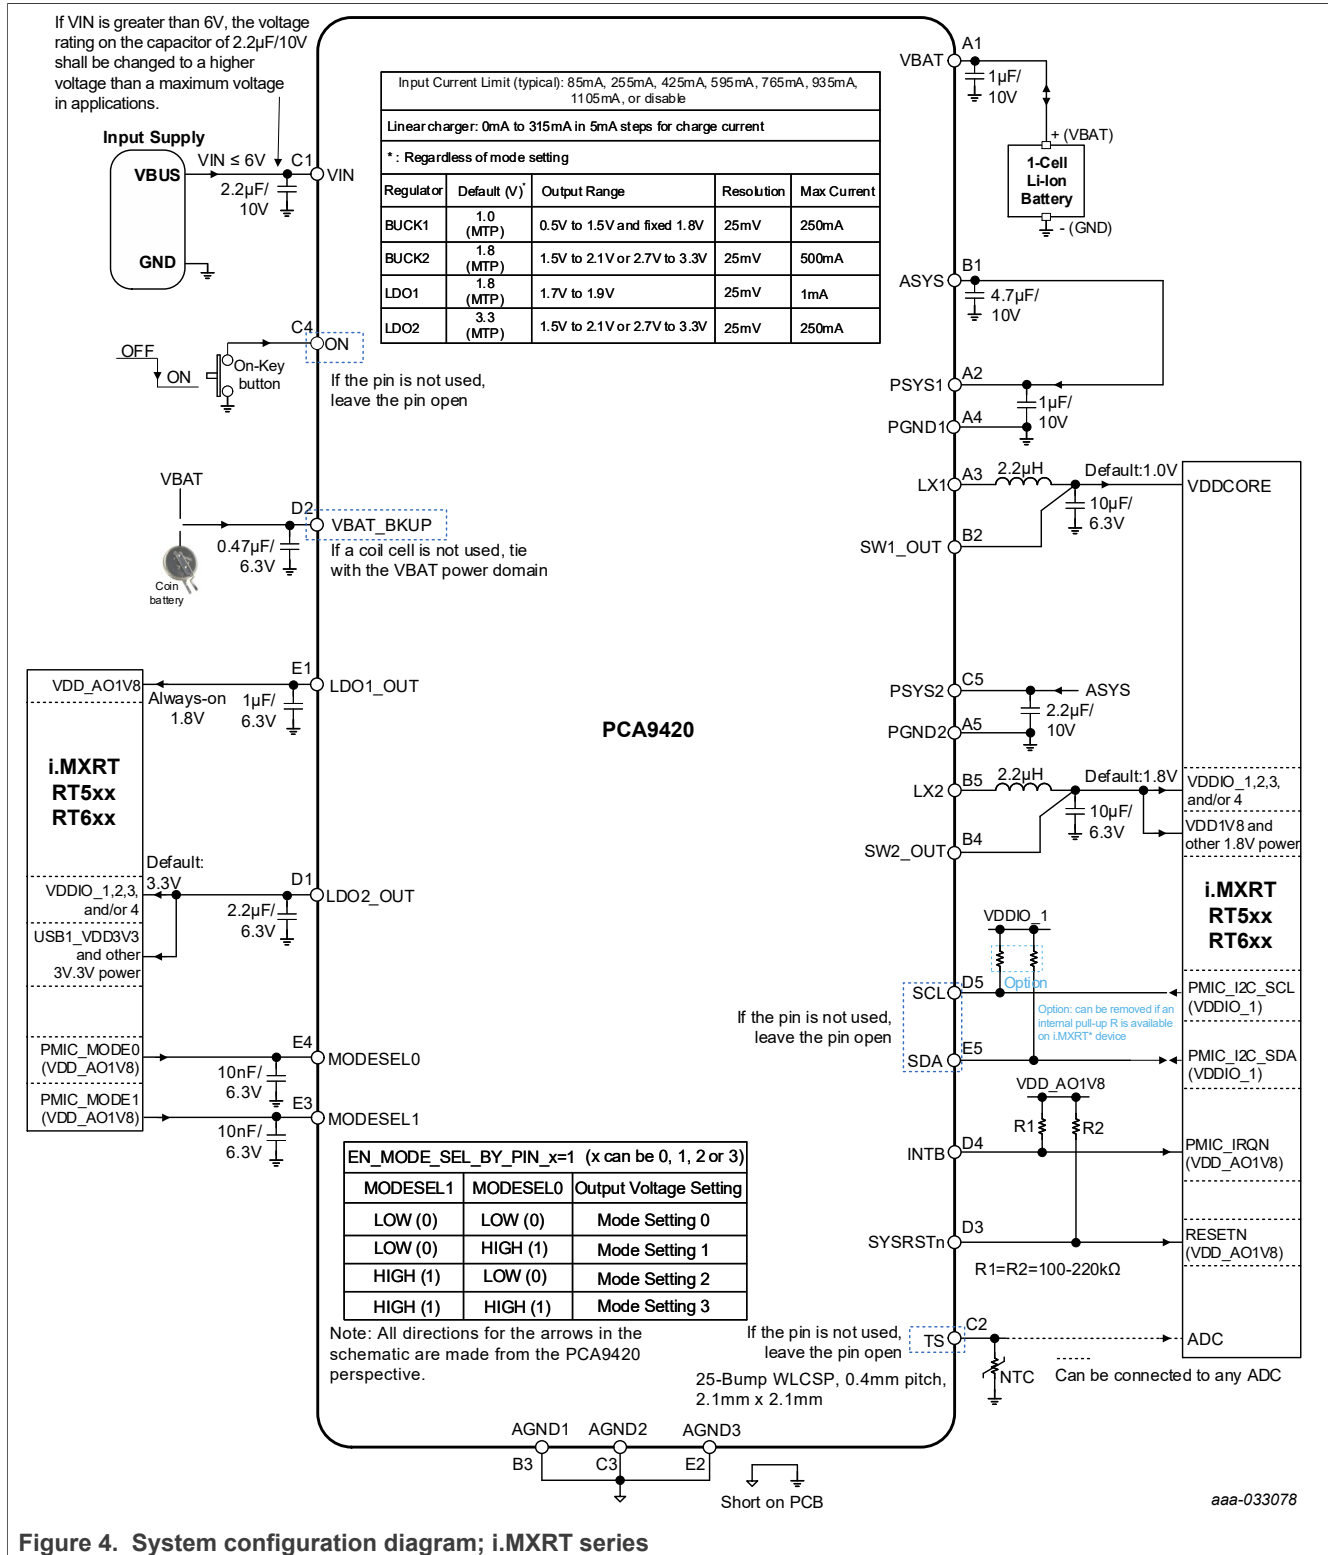 If VIN is greater than 6V, the voltage
rating on the capacitor of 2.2µF/10V
shall be changed to a higher
voltage than a maximum voltage
in applications.
Input Supply
VBUS
VIN ≤ 6V
C1
VIN
2.2µF/
10V
GND
Input Current Limit (typical): 85mA, 255mA, 425mA, 595mA, 765mA, 935mA,
1105mA, or disable
Linear charger: 0mA to 315mA in 5mA steps for charge current
* : Regardless of mode setting
Regulator Default (V)* Output Range Resolution Max Current
BUCK1 1.0 (MTP) 0.5V to 1.5V and fixed 1.8V 25mV 250mA
BUCK2 1.8 (MTP) 1.5V to 2.1V or 2.7V to 3.3V 25mV 500mA
LDO1 1.8 (MTP) 1.7V to 1.9V 25mV 1mA
LDO2 3.3 (MTP) 1.5V to 2.1V or 2.7V to 3.3V 25mV 250mA
VBAT
A1
1µF/
10V
+ (VBAT)
1-Cell
Li-Ion
Battery
- (GND)
ASYS
B1
4.7µF/
10V
PSYS1
A2
1µF/
10V
PGND1
A4
C4
ON
OFF
ON
On-Key
button
If the pin is not used,
leave the pin open
VBAT
D2
VBAT_BKUP
0.47µF/
6.3V
Coin
battery
If a coil cell is not used, tie
with the VBAT power domain
LX1
A3
2.2µH
Default:1.0V
VDDCORE
10µF/
6.3V
SW1_OUT
B2
VDD_AO1V8
E1
LDO1_OUT
Always-on
1.8V
1µF/
6.3V
i.MXRT
RT5xx
RT6xx
PCA9420
PSYS2
C5
ASYS
2.2µF/
10V
PGND2
A5
LX2
B5
2.2µH
Default:1.8V
VDDIO_1,2,3,
and/or 4
10µF/
6.3V
VDD1V8 and
other 1.8V power
SW2_OUT
B4
Default:
3.3V
D1
LDO2_OUT
VDDIO_1,2,3,
and/or 4
2.2µF/
6.3V
USB1_VDD3V3
and other
3V.3V power
i.MXRT
RT5xx
RT6xx
VDDIO_1
Option
SCL
D5
PMIC_I2C_SCL
(VDDIO_1)
If the pin is not used,
leave the pin open
Option: can be removed if an
internal pull-up R is available
on i.MXRT* device
SDA
E5
PMIC_I2C_SDA
(VDDIO_1)
PMIC_MODE0
(VDD_AO1V8)
E4
MODESEL0
10nF/
6.3V
PMIC_MODE1
(VDD_AO1V8)
E3
MODESEL1
10nF/
6.3V
VDD_AO1V8
R1
R2
INTB
D4
PMIC_IRQN
(VDD_AO1V8)
SYSRSTn
D3
RESETN
(VDD_AO1V8)
R1=R2=100-220kΩ
EN_MODE_SEL_BY_PIN_x=1 (x can be 0, 1, 2 or 3)
MODESEL1 MODESEL0 Output Voltage Setting
LOW (0) LOW (0) Mode Setting 0
LOW (0) HIGH (1) Mode Setting 1
HIGH (1) LOW (0) Mode Setting 2
HIGH (1) HIGH (1) Mode Setting 3
Note: All directions for the arrows in the
schematic are made from the PCA9420
perspective.
If the pin is not used,
leave the pin open
TS
C2
ADC
NTC
Can be connected to any ADC
25-Bump WLCSP, 0.4mm pitch,
2.1mm x 2.1mm
AGND1 AGND2 AGND3
B3 C3 E2
Short on PCB
aaa-033078
Figure 4. System configuration diagram; i.MXRT series